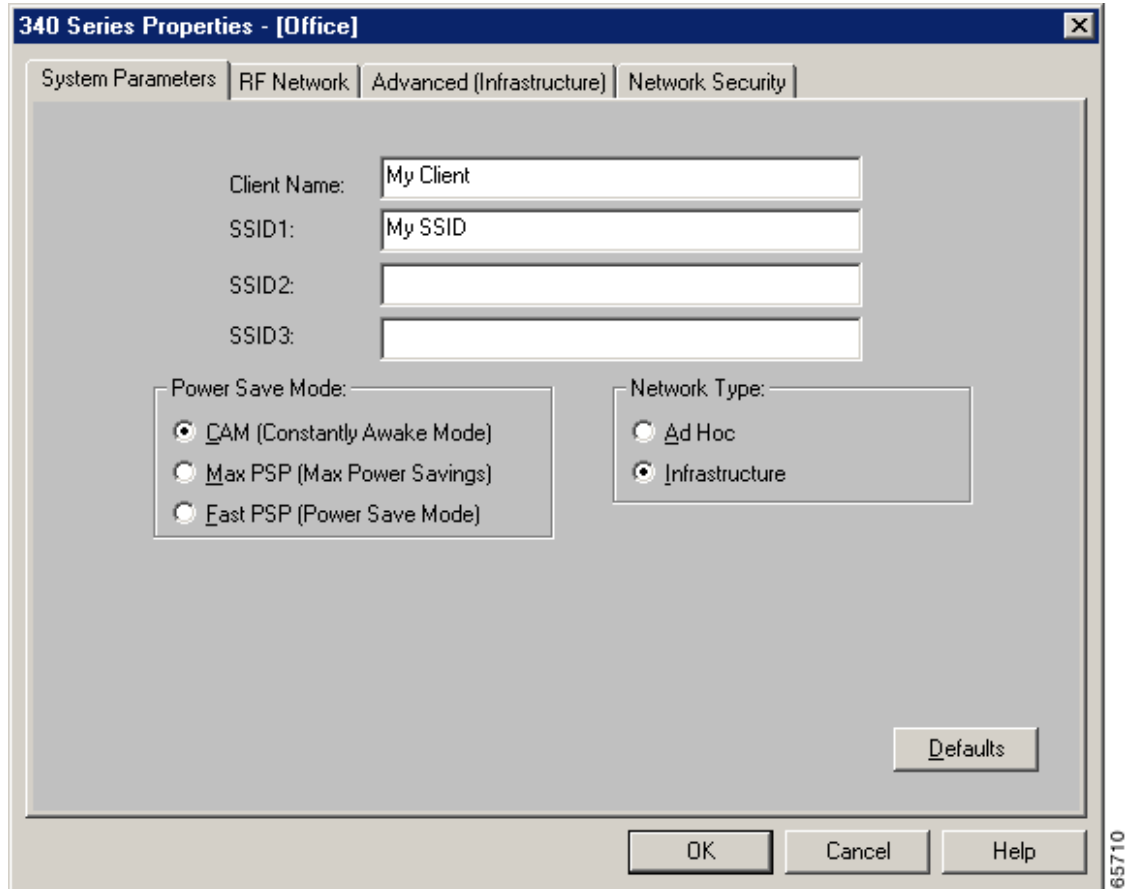 340 Series Properties - [Office]
System Parameters
RF Network
Advanced (Infrastructure)
Network Security
Client Name:
My Client
SSID1:
My SSID
SSID2:
SSID3:
Power Save Mode:
CAM (Constantly Awake Mode)
Max PSP (Max Power Savings)
Fast PSP (Power Save Mode)
Network Type:
Ad Hoc
Infrastructure
Defaults
OK
Cancel
Help
65710